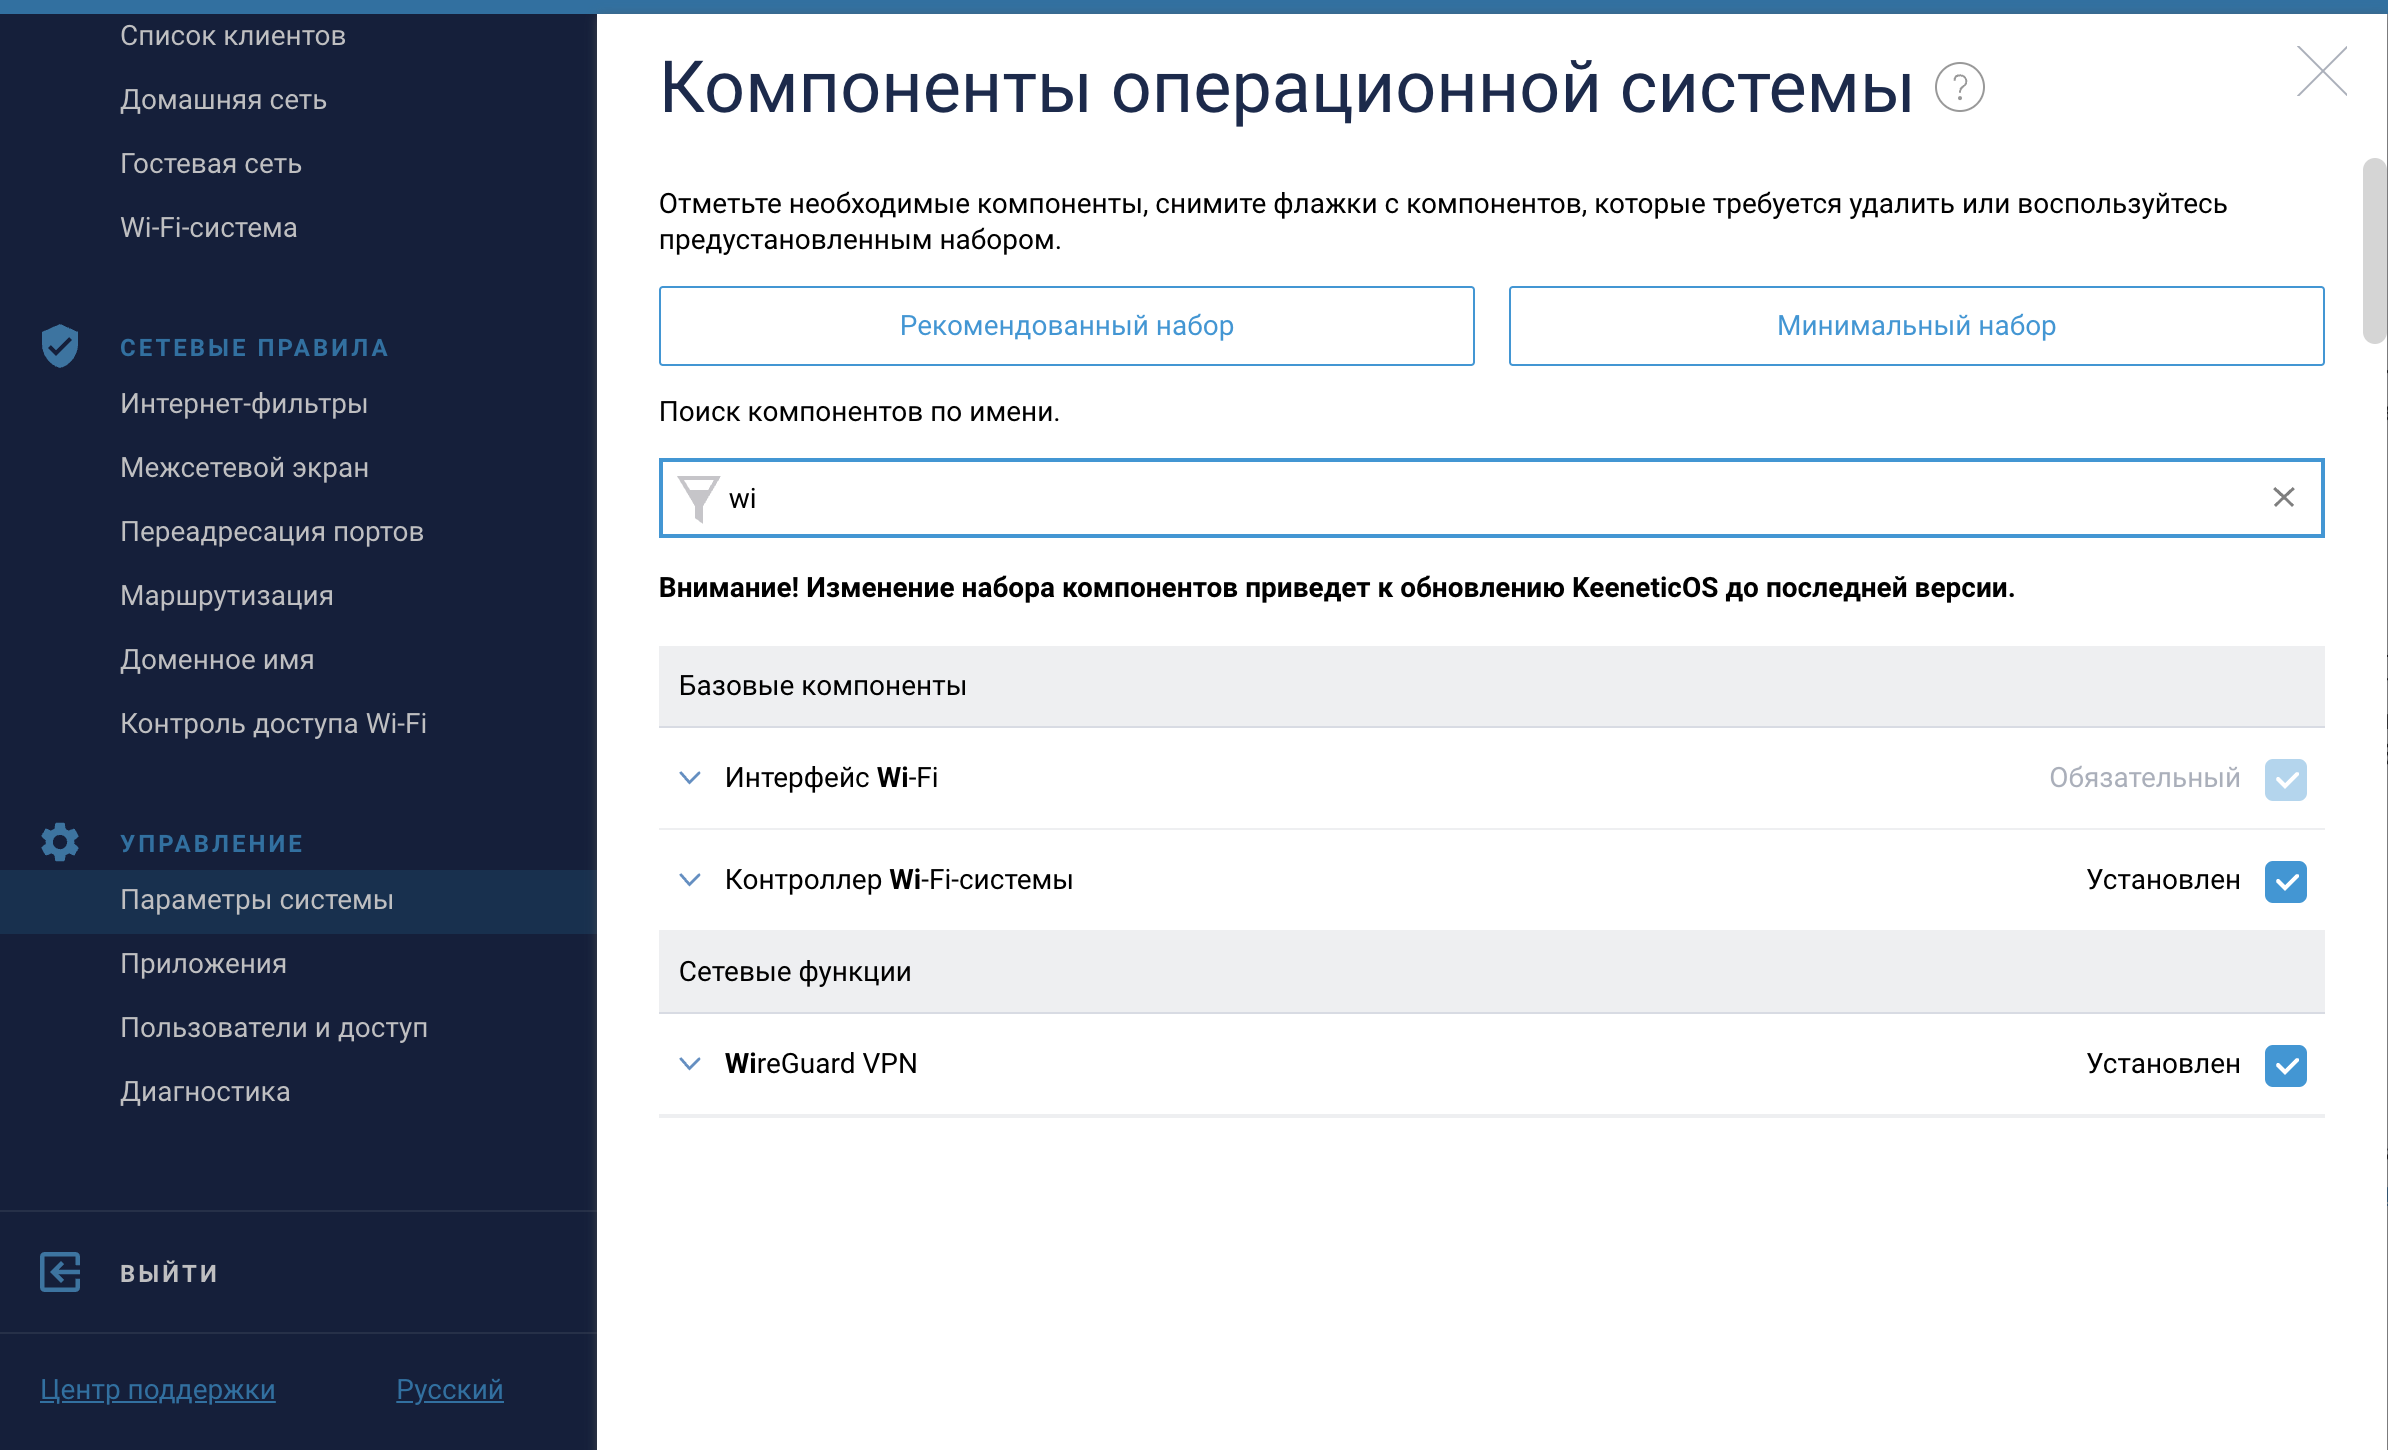 Список клиентов
Домашняя сеть
Гостевая сеть
Wi-Fi-система
СЕТЕВЫЕ ПРАВИЛА
Интернет-фильтры
Межсетевой экран
Переадресация портов
Маршрутизация
Доменное имя
Контроль доступа Wi-Fi
УПРАВЛЕНИЕ
Параметры системы
Приложения
Пользователи и доступ
Диагностика
ВЫЙТИ
Центр поддержки Русский
Компоненты операционной системы ?
Отметьте необходимые компоненты, снимите флажки с компонентов, которые требуется удалить или воспользуйтесь
предустановленным набором.
Рекомендованный набор Минимальный набор
Поиск компонентов по имени.
wi
Внимание! Изменение набора компонентов приведет к обновлению KeeneticOS до последней версии.
Базовые компоненты
Интерфейс Wi-Fi Обязательный
Контроллер Wi-Fi-системы Установлен
Сетевые функции
WireGuard VPN Установлен